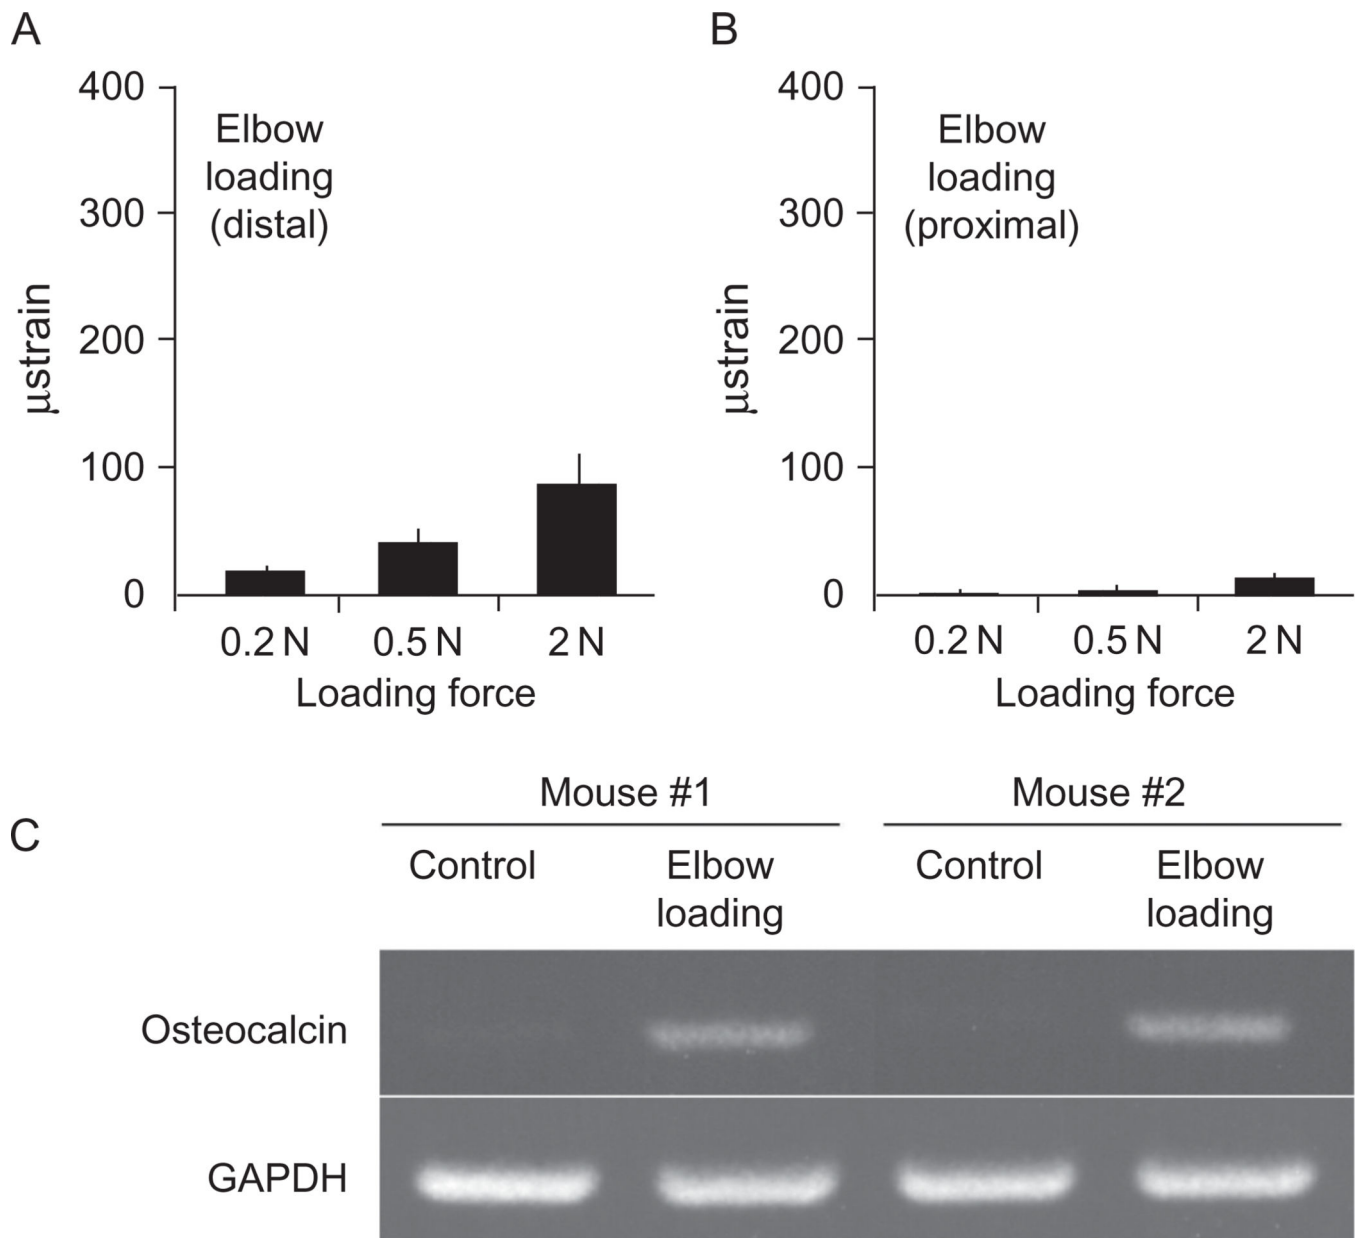 A
400
300
200
100
0
μstrain
Elbow
loading
(distal)
0.2 N
0.5 N
2 N
Loading force
B
400
300
200
100
0
μstrain
Elbow
loading
(proximal)
0.2 N
0.5 N
2 N
Loading force
C
Mouse #1
Mouse #2
Control
Elbow
loading
Control
Elbow
loading
Osteocalcin
GAPDH